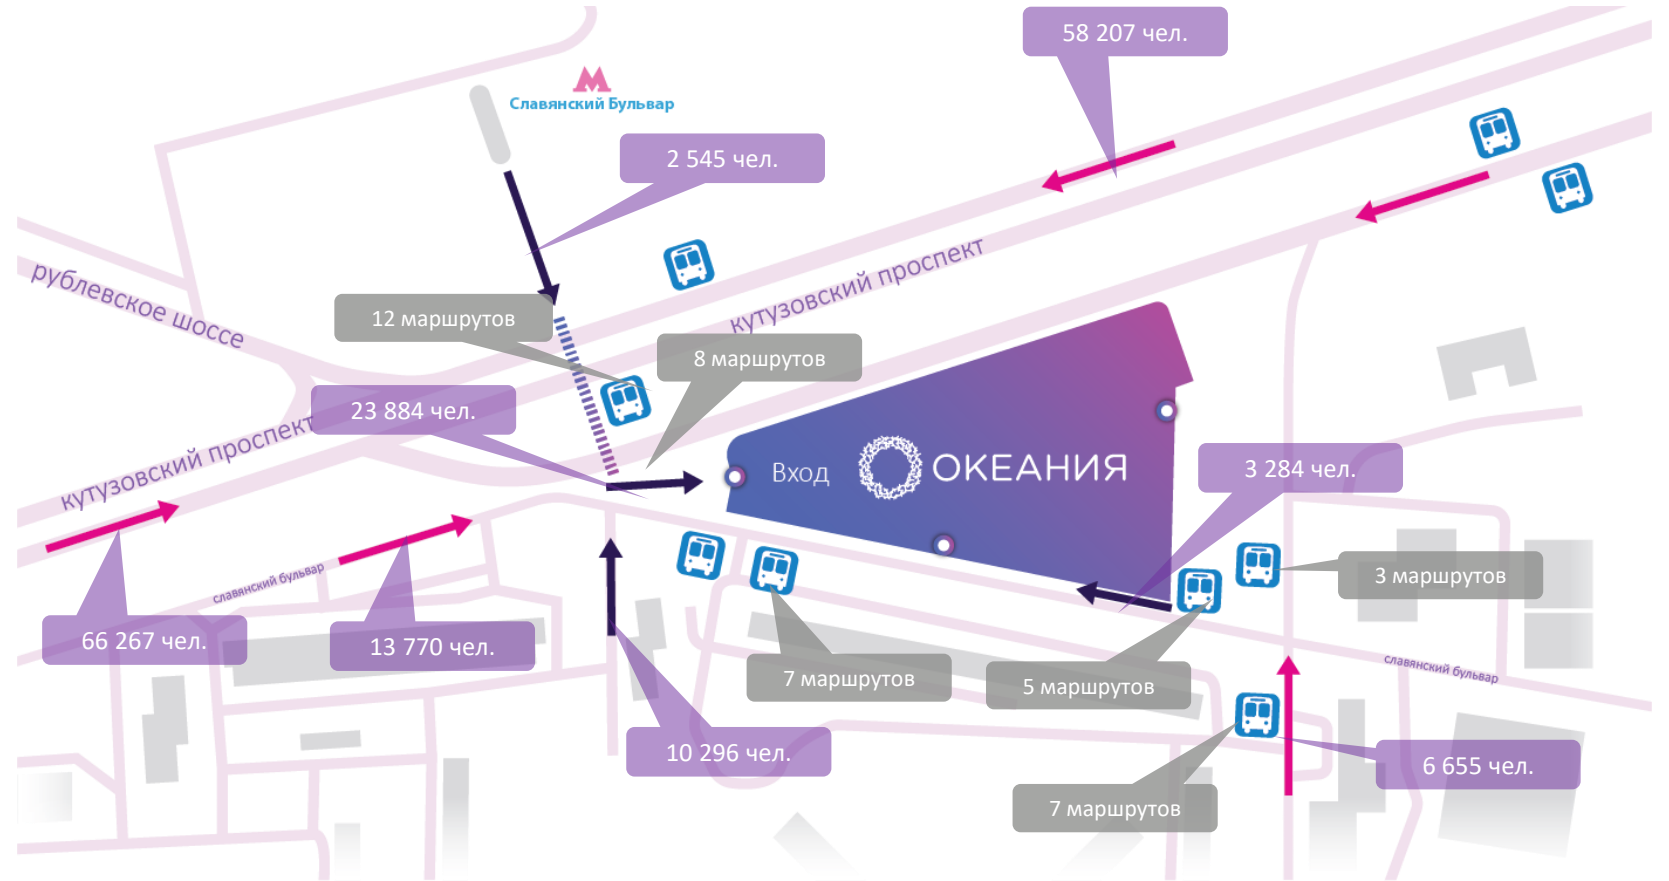 58 207 чел.
Славянский Бульвар
2 545 чел.
рублевское шоссе
кутузовский проспект
12 маршрутов
8 маршрутов
23 884 чел.
кутузовский проспект
Вход
ОКЕАНИЯ
3 284 чел.
славянский бульвар
3 маршрутов
66 267 чел.
13 770 чел.
7 маршрутов
5 маршрутов
славянский бульвар
10 296 чел.
6 655 чел.
7 маршрутов